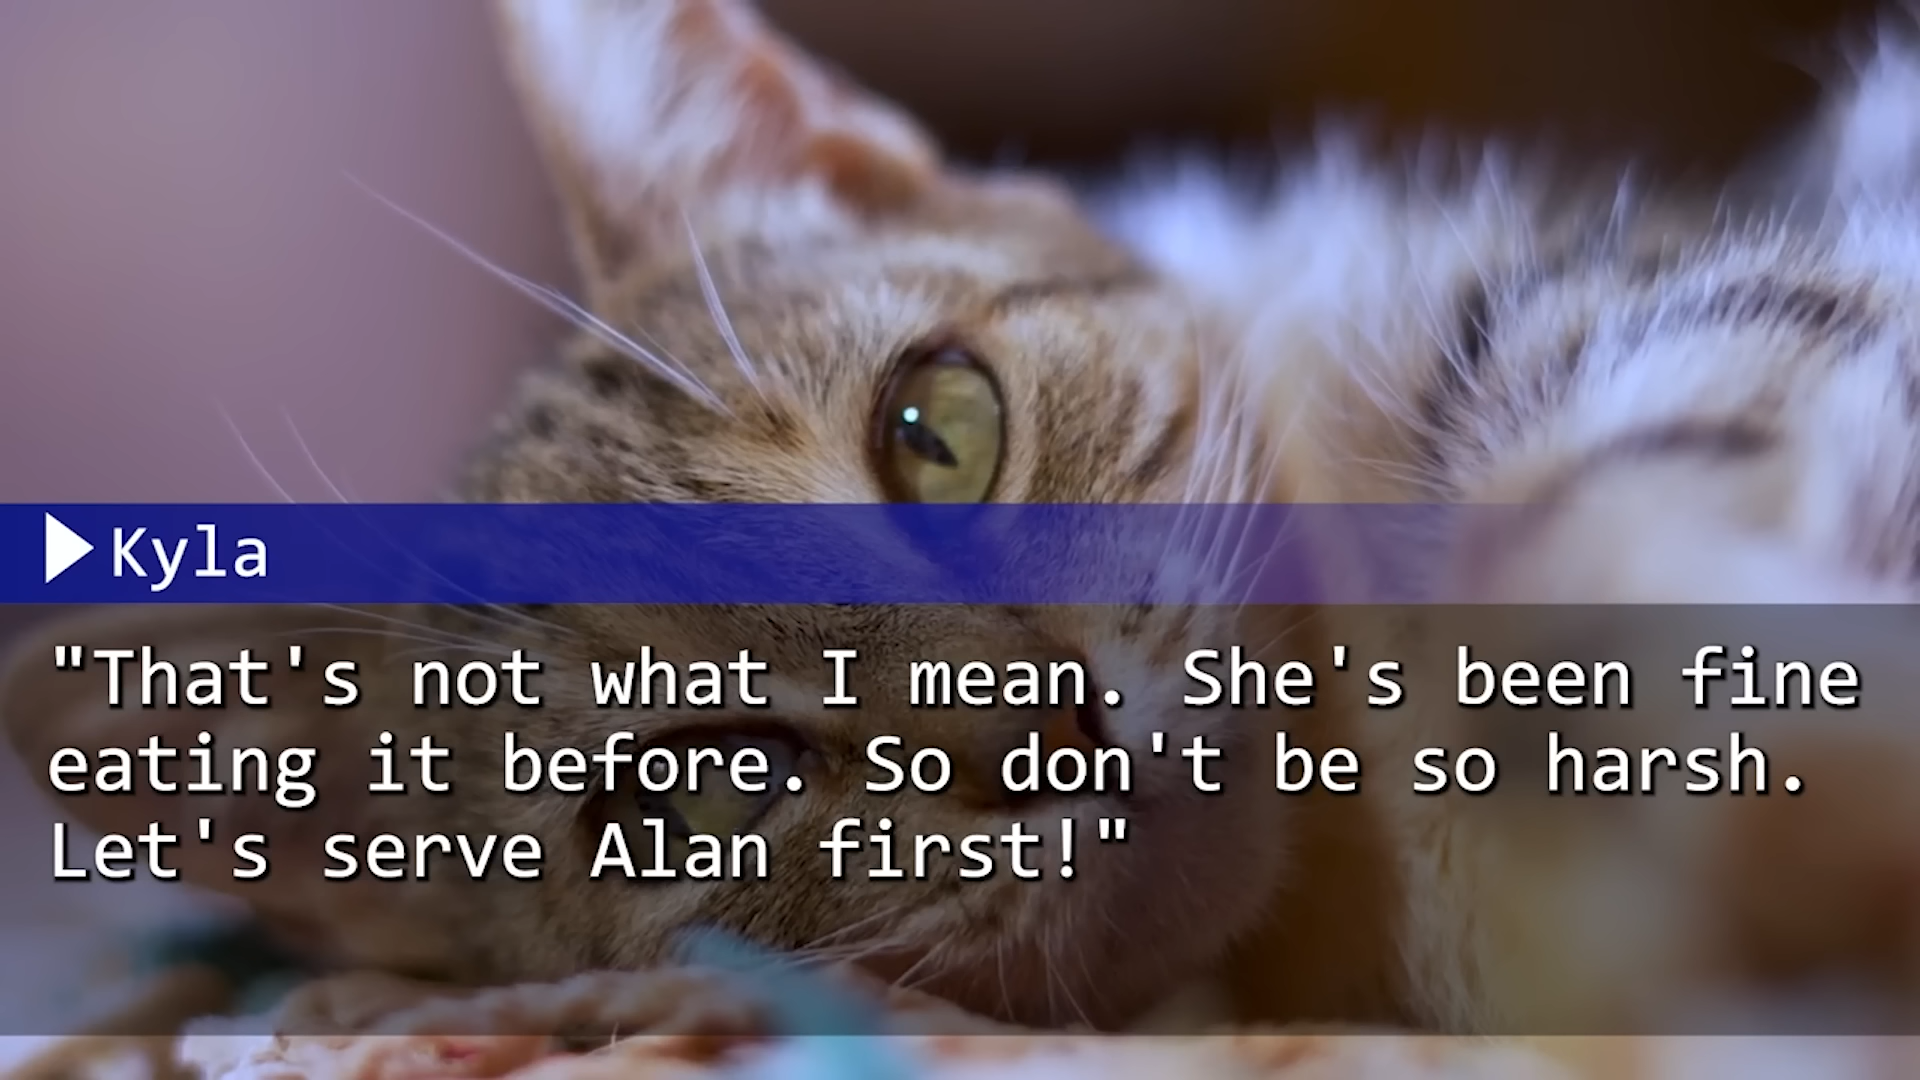 Kyla
"That's not what I mean. She's been fine
eating it before. So don't be so harsh.
Let's serve Alan first!"